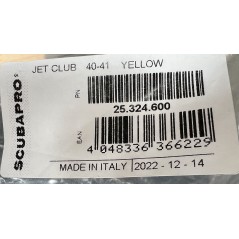 JET CLUB 40-41 YELLOW
SCUBAPRO®
PN
25.324.600
EAN
4 048336 366229
MADE IN ITALY 2022 - 12 - 14